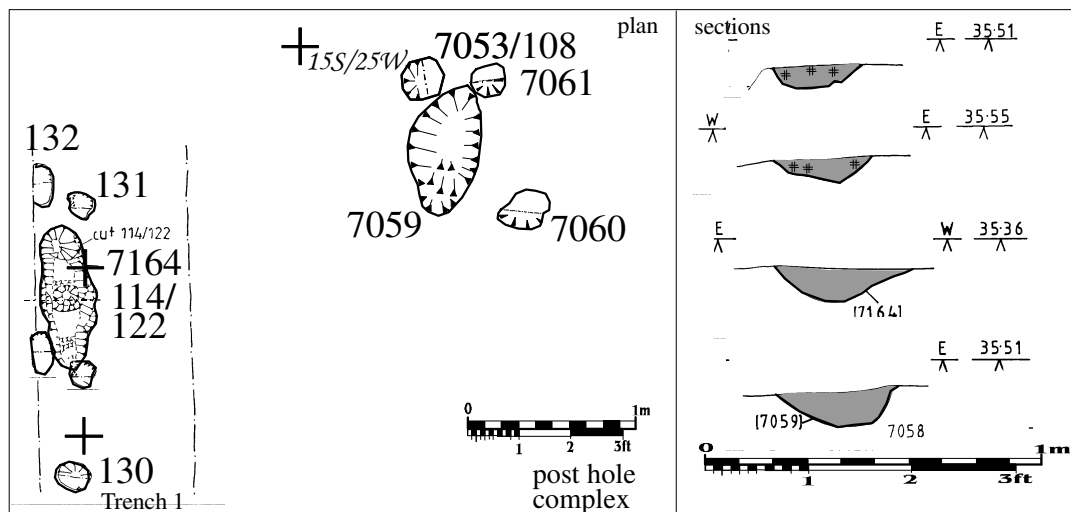 plan
15S/25W
7053/108
7061
132
131
7059
7060
cut 114/122
7164
114/
122
130
Trench 1
0 1m
1 2 3ft
post hole
complex
sections
E 35·51
W E 35·55
E W 35·36
[7164]
E 35·51
[7059] 7058
0 1m
1 2 3ft